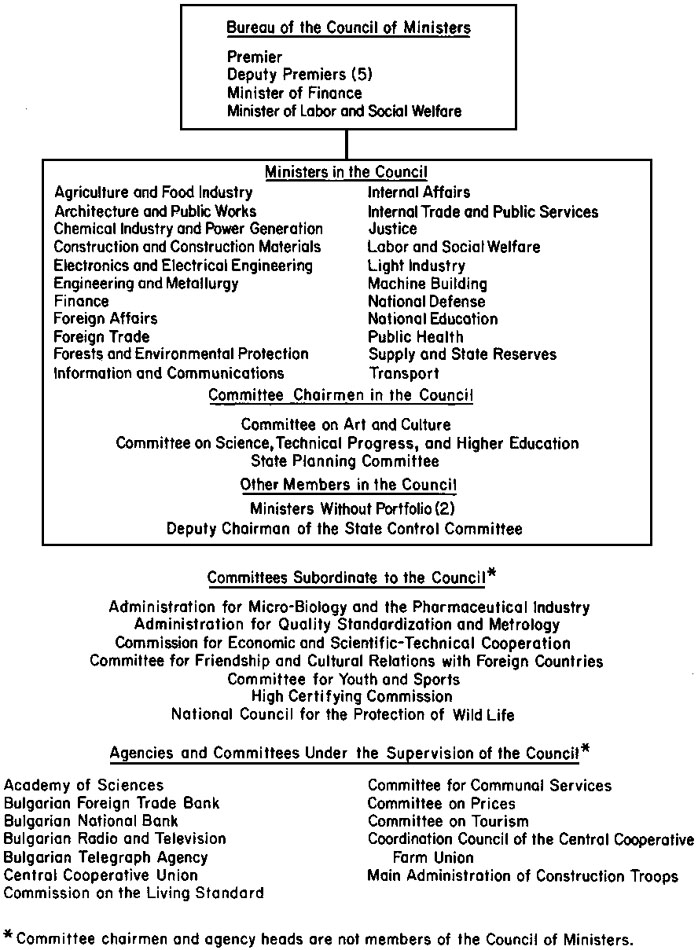 Bureau of the Council of Ministers
Premier
Deputy Premiers (5)
Minister of Finance
Minister of Labor and Social Welfare
Ministers in the Council
Agriculture and Food Industry
Architecture and Public Works
Chemical Industry and Power Generation
Construction and Construction Materials
Electronics and Electrical Engineering
Engineering and Metallurgy
Finance
Foreign Affairs
Foreign Trade
Forests and Environmental Protection
Information and Communications
Internal Affairs
Internal Trade and Public Services
Justice
Labor and Social Welfare
Light Industry
Machine Building
National Defense
National Education
Public Health
Supply and State Reserves
Transport
Committee Chairmen in the Council
Committee on Art and Culture
Committee on Science, Technical Progress, and Higher Education
State Planning Committee
Other Members in the Council
Ministers Without Portfolio (2)
Deputy Chairman of the State Control Committee
Committees Subordinate to the Council*
Administration for Micro-Biology and the Pharmaceutical Industry
Administration for Quality Standardization and Metrology
Commission for Economic and Scientific-Technical Cooperation
Committee for Friendship and Cultural Relations with Foreign Countries
Committee for Youth and Sports
High Certifying Commission
National Council for the Protection of Wild Life
Agencies and Committees Under the Supervision of the Council*
Academy of Sciences
Bulgarian Foreign Trade Bank
Bulgarian National Bank
Bulgarian Radio and Television
Bulgarian Telegraph Agency
Central Cooperative Union
Commission on the Living Standard
Committee for Communal Services
Committee on Prices
Committee on Tourism
Coordination Council of the Central Cooperative
Farm Union
Main Administration of Construction Troops
*Committee chairmen and agency heads are not members of the Council of Ministers.